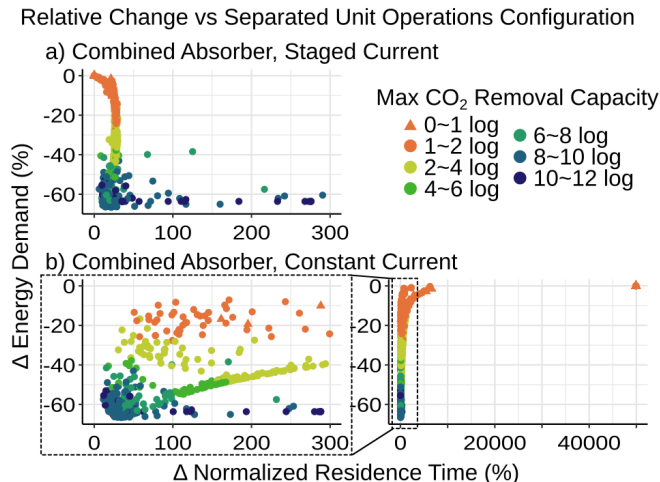 Relative Change vs Separated Unit Operations Configuration
a) Combined Absorber, Staged Current
0
-20
-40
-60
0 100 200 300
Max CO₂ Removal Capacity
0~1 log
1~2 log
2~4 log
4~6 log
6~8 log
8~10 log
10~12 log
Δ Energy Demand (%)
b) Combined Absorber, Constant Current
0
-20
-40
-60
0 100 200 300
0
-20
-40
-60
0 20000 40000
Δ Normalized Residence Time (%)